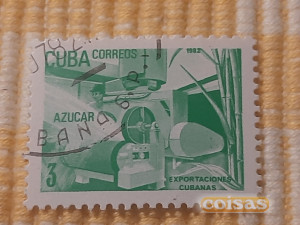 CUBA CORREOS 1982
AZUCAR
3
EXPORTACIONES
CUBANAS
coisas